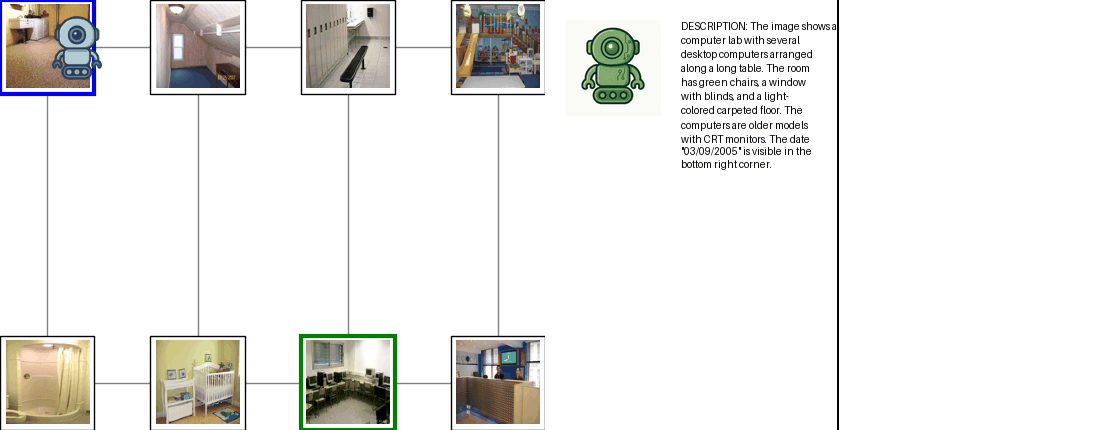 DESCRIPTION: The image shows a
computer lab with several
desktop computers arranged
along a long table. The room
has green chairs, a window
with blinds, and a light-
colored carpeted floor. The
computers are older models
with CRT monitors. The date
"03/09/2005" is visible in the
bottom right corner.